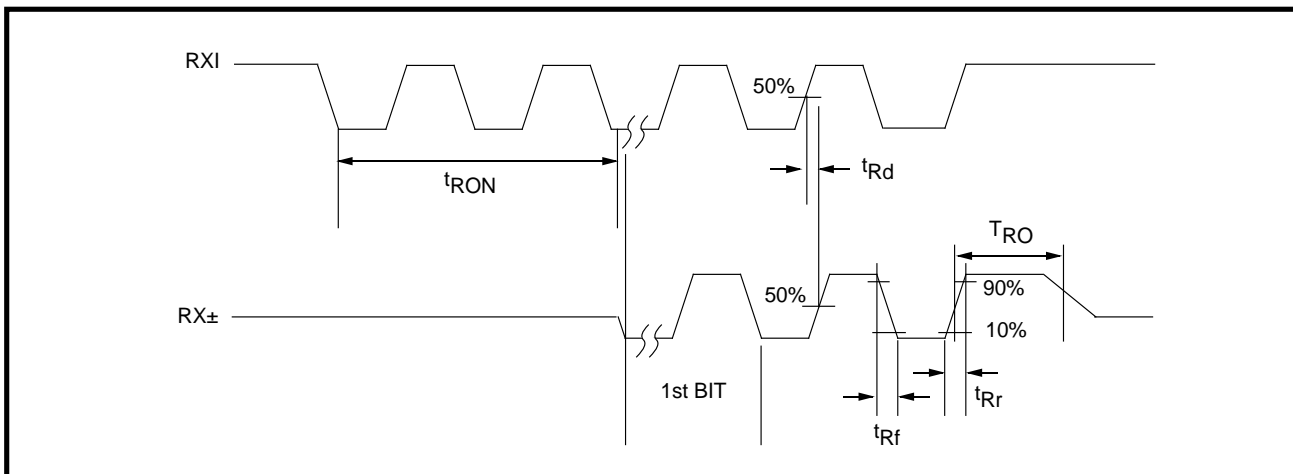 RXI
50%
tRON
tRd
TRO
50%
90%
RX±
10%
1st BIT
tRr
tRf